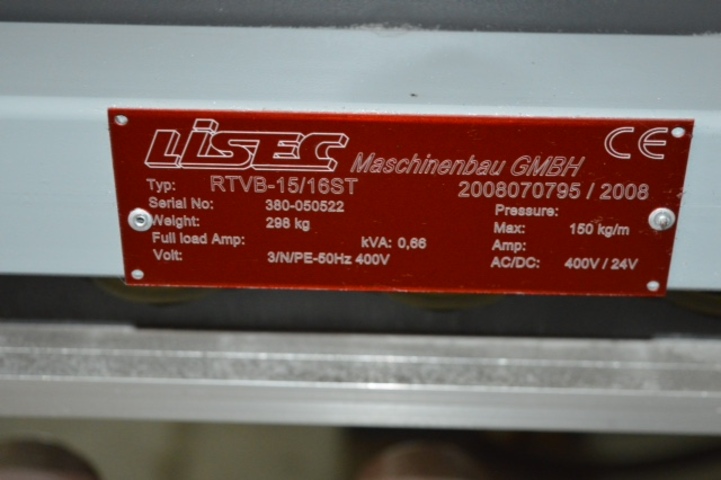 LiSEC Maschinenbau GMBH CE
Typ: RTVB-15/16ST 2008070795 / 2008
Serial No: 380-050522 Pressure:
Weight: 298 kg Max: 150 kg/m
Full load Amp: kVA: 0,66 Amp:
Volt: 3/N/PE-50Hz 400V AC/DC: 400V / 24V